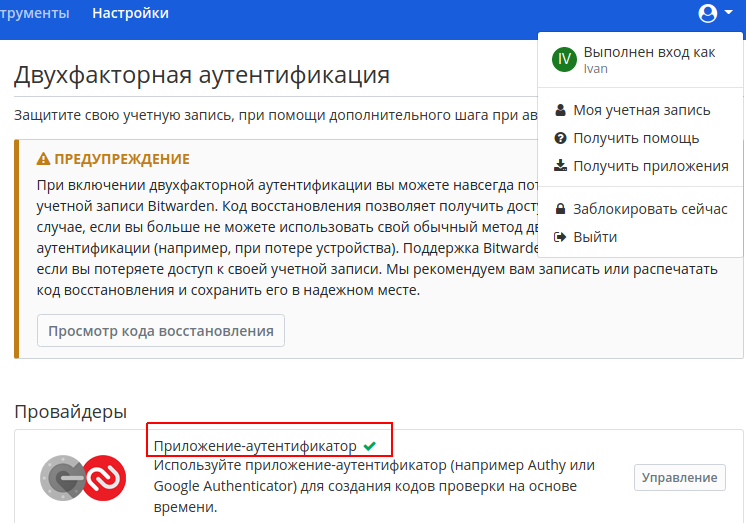 трументы Настройки
Выполнен вход как
IV
Ivan
Моя учетная запись
Получить помощь
Получить приложения
Заблокировать сейчас
Выйти
Двухфакторная аутентификация
Защитите свою учетную запись, при помощи дополнительного шага при ав
ПРЕДУПРЕЖДЕНИЕ
При включении двухфакторной аутентификации вы можете навсегда пот
учетной записи Bitwarden. Код восстановления позволяет получить дост
случае, если вы больше не можете использовать свой обычный метод дв
аутентификации (например, при потере устройства). Поддержка Bitwarde
если вы потеряете доступ к своей учетной записи. Мы рекомендуем вам записать или распечатать
код восстановления и сохранить его в надежном месте.
Просмотр кода восстановления
Провайдеры
Приложение-аутентификатор
Используйте приложение-аутентификатор (например Authy или
Google Authenticator) для создания кодов проверки на основе
времени.
Управление